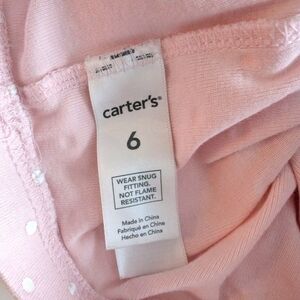 carter's®
6
WEAR SNUG
FITTING.
NOT FLAME
RESISTANT.
Made in China
Fabriqué en Chine
Hecho en China